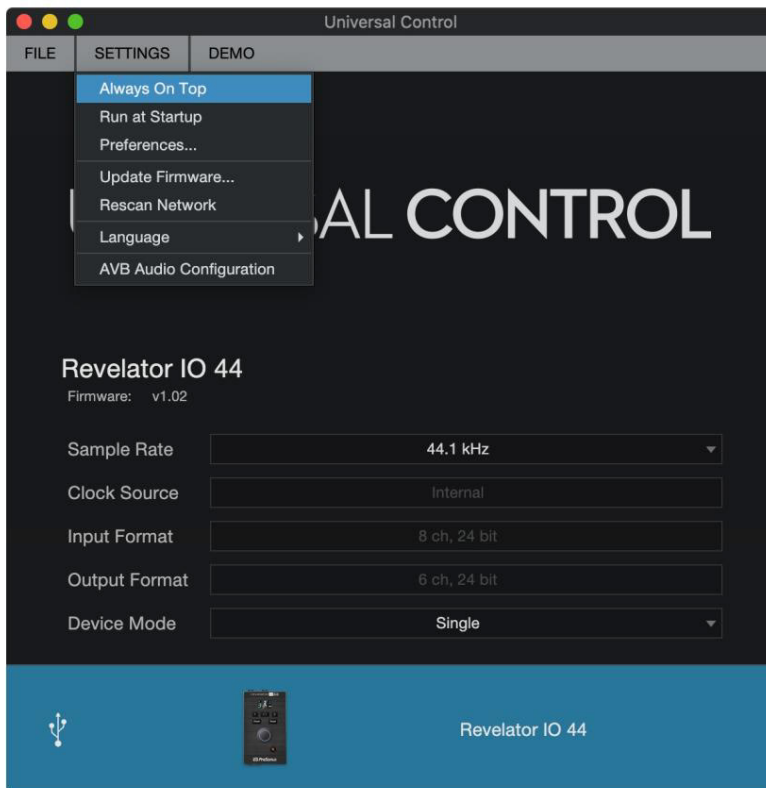 Universal Control
FILE SETTINGS DEMO
Always On Top
Run at Startup
Preferences...
Update Firmware...
Rescan Network
Language
AVB Audio Configuration
AL CONTROL
Revelator IO 44
Firmware: v1.02
Sample Rate 44.1 kHz
Clock Source Internal
Input Format 8 ch, 24 bit
Output Format 6 ch, 24 bit
Device Mode Single
Revelator IO 44